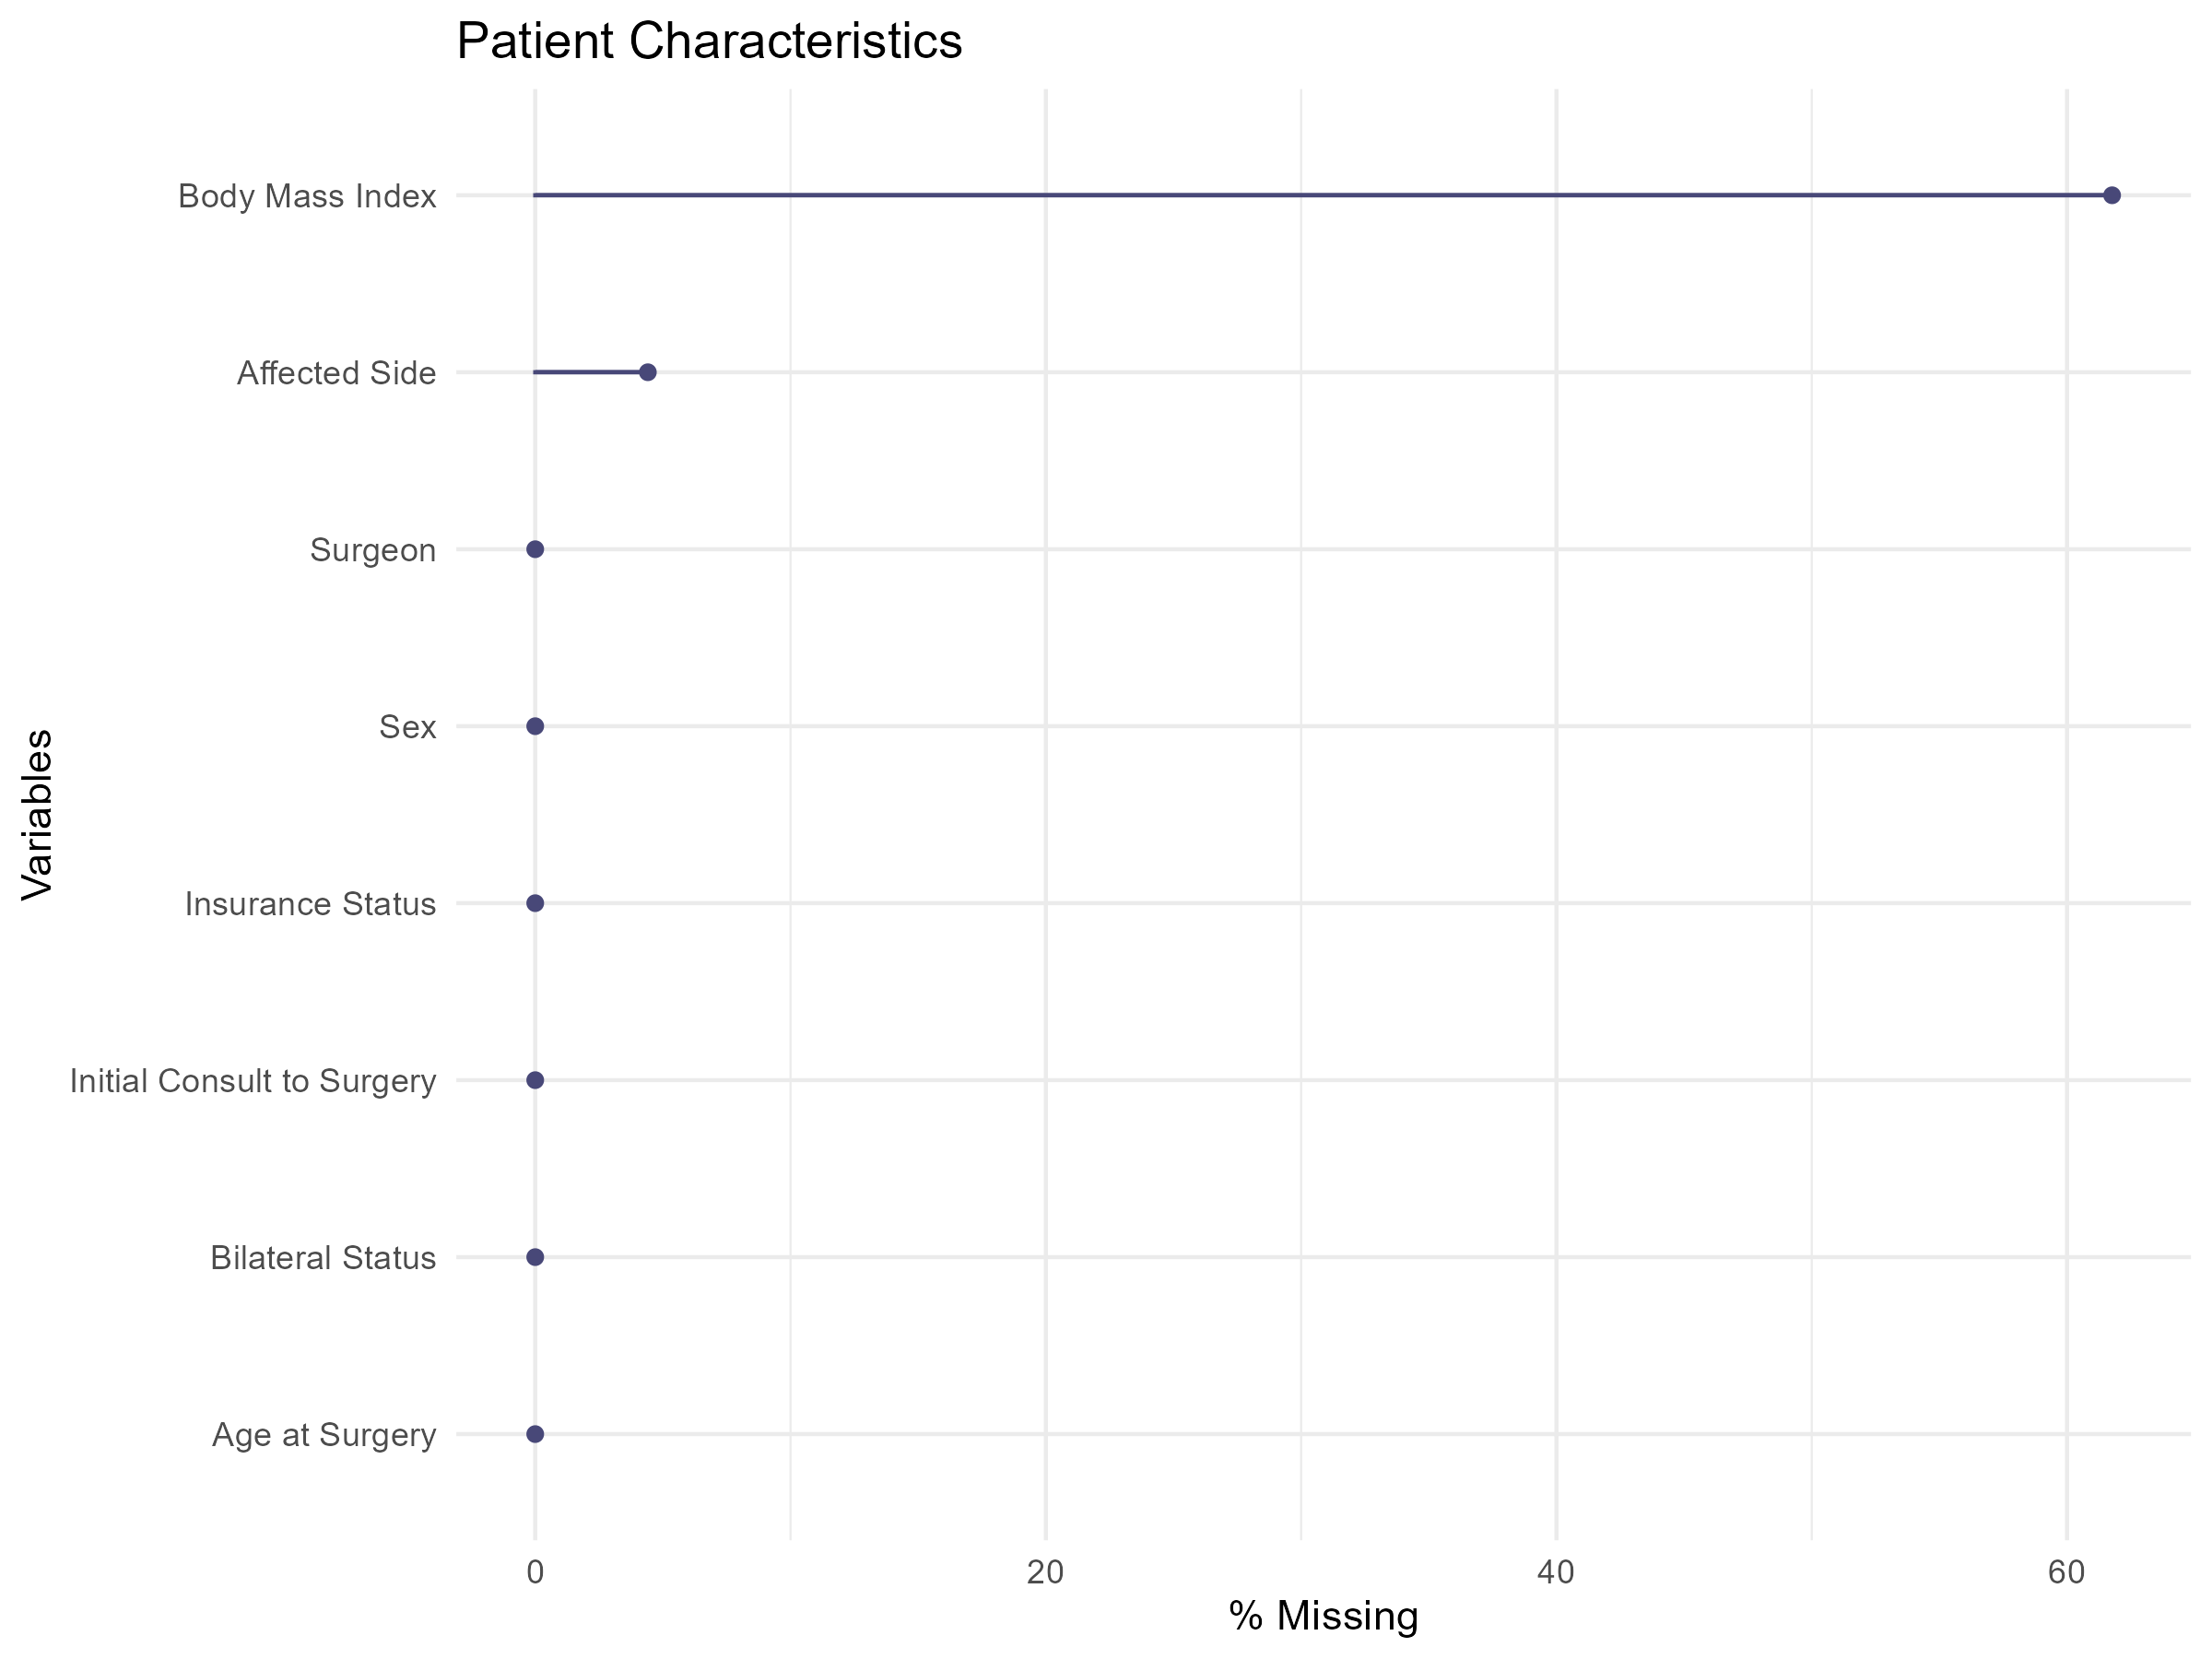 Patient Characteristics
Body Mass Index
Affected Side
Surgeon
Sex
Variables
Insurance Status
Initial Consult to Surgery
Bilateral Status
Age at Surgery
0 20 40 60
% Missing